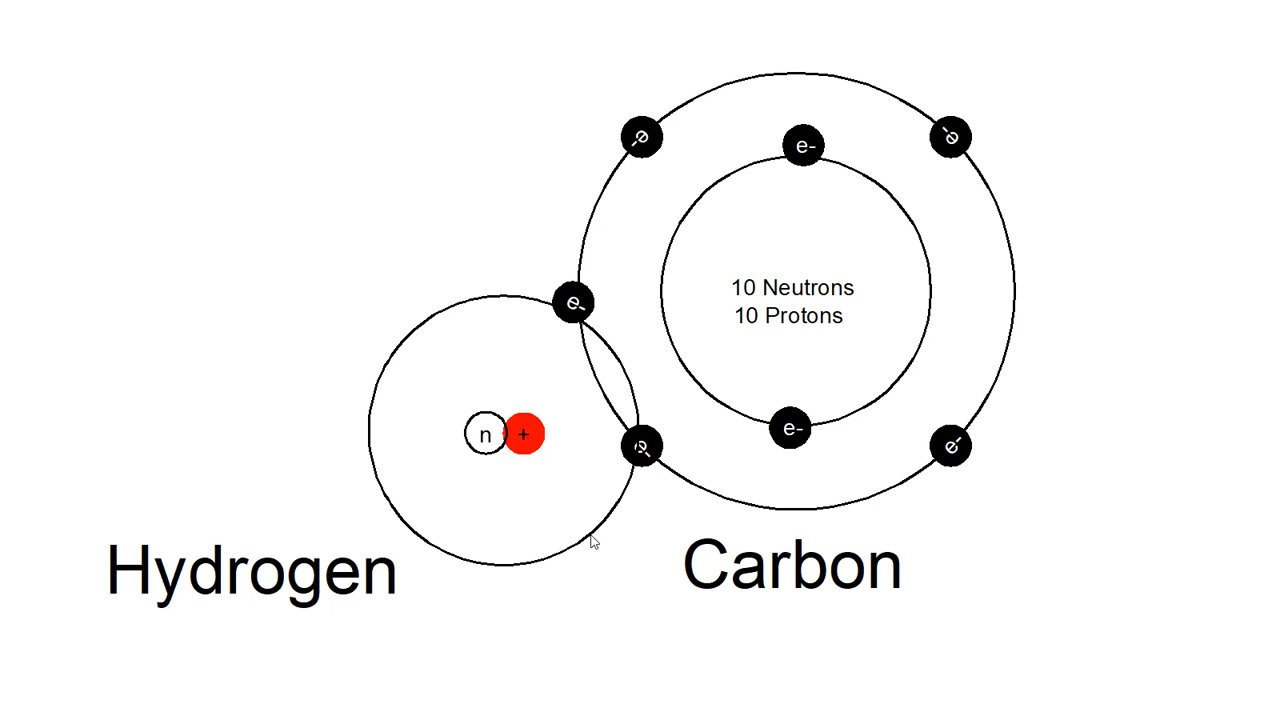 e-
e-
e-
e-
10 Neutrons
10 Protons
e-
n +
e-
e-
e-
Hydrogen
Carbon